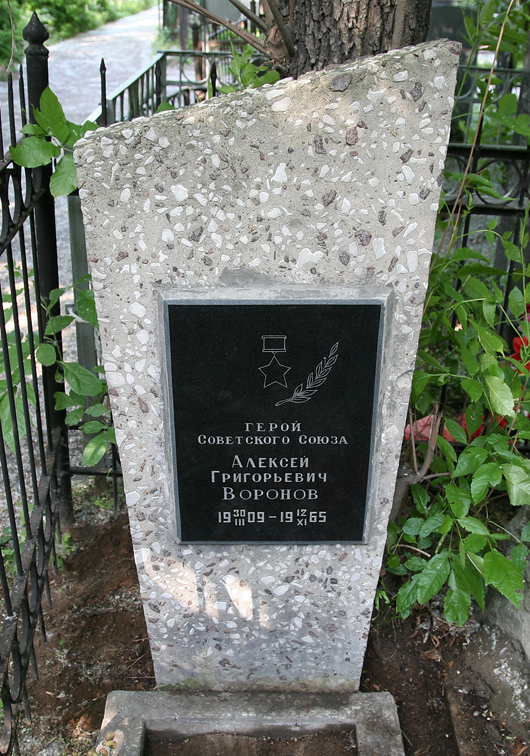 ГЕРОЙ
СОВЕТСКОГО СОЮЗА
АЛЕКСЕЙ
ГРИГОРЬЕВИЧ
ВОРОНОВ
19 30/III 09 - 19 12/XI 65